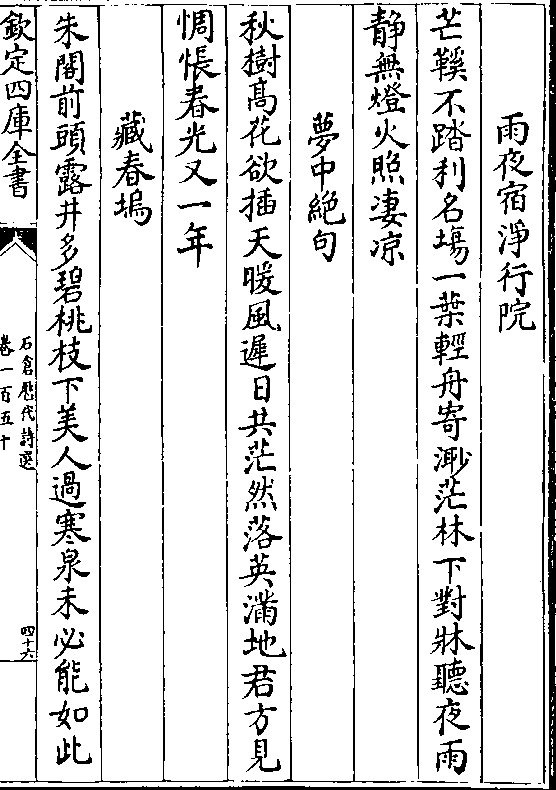 雨夜宿淨行院
芒鞵不踏利名塲一葉輕舟寄渺茫林下對牀聽夜雨
静無燈火照凄凉
夢中絶句
秋樹髙花欲插天暖風遲日共茫然落英滿地君方見
惆悵春光又一年
藏春塢
朱閣前頭露井多碧桃枝下美人過寒泉未必能如此
欽定四庫全書
石倉歴代詩選
卷一百五十
四十六